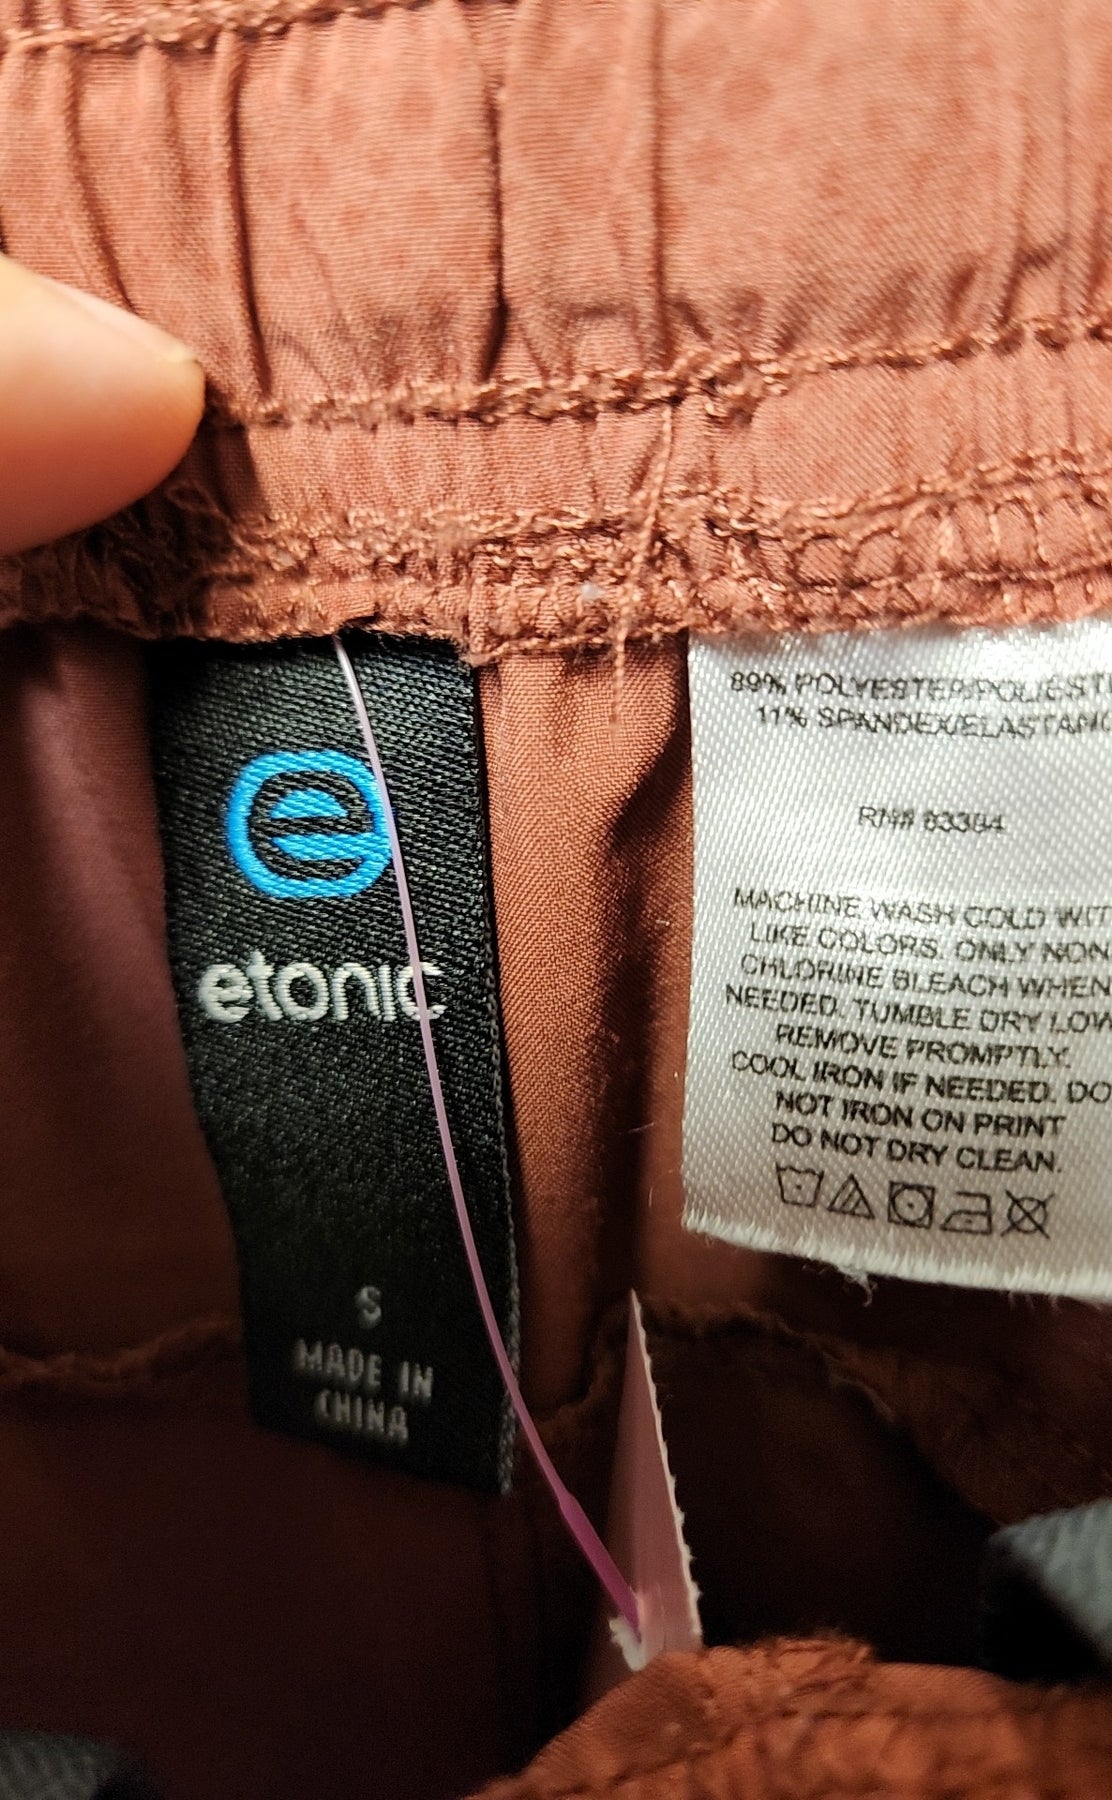 e
etonic
S
MADE IN
CHINA
89% POLYESTER/POLIEST
11% SPANDEX/ELASTAN
RN# 83394
MACHINE WASH COLD WIT
LIKE COLORS. ONLY NON
CHLORINE BLEACH WHEN
NEEDED. TUMBLE DRY LOW
REMOVE PROMPTLY.
COOL IRON IF NEEDED. DO
NOT IRON ON PRINT
DO NOT DRY CLEAN.